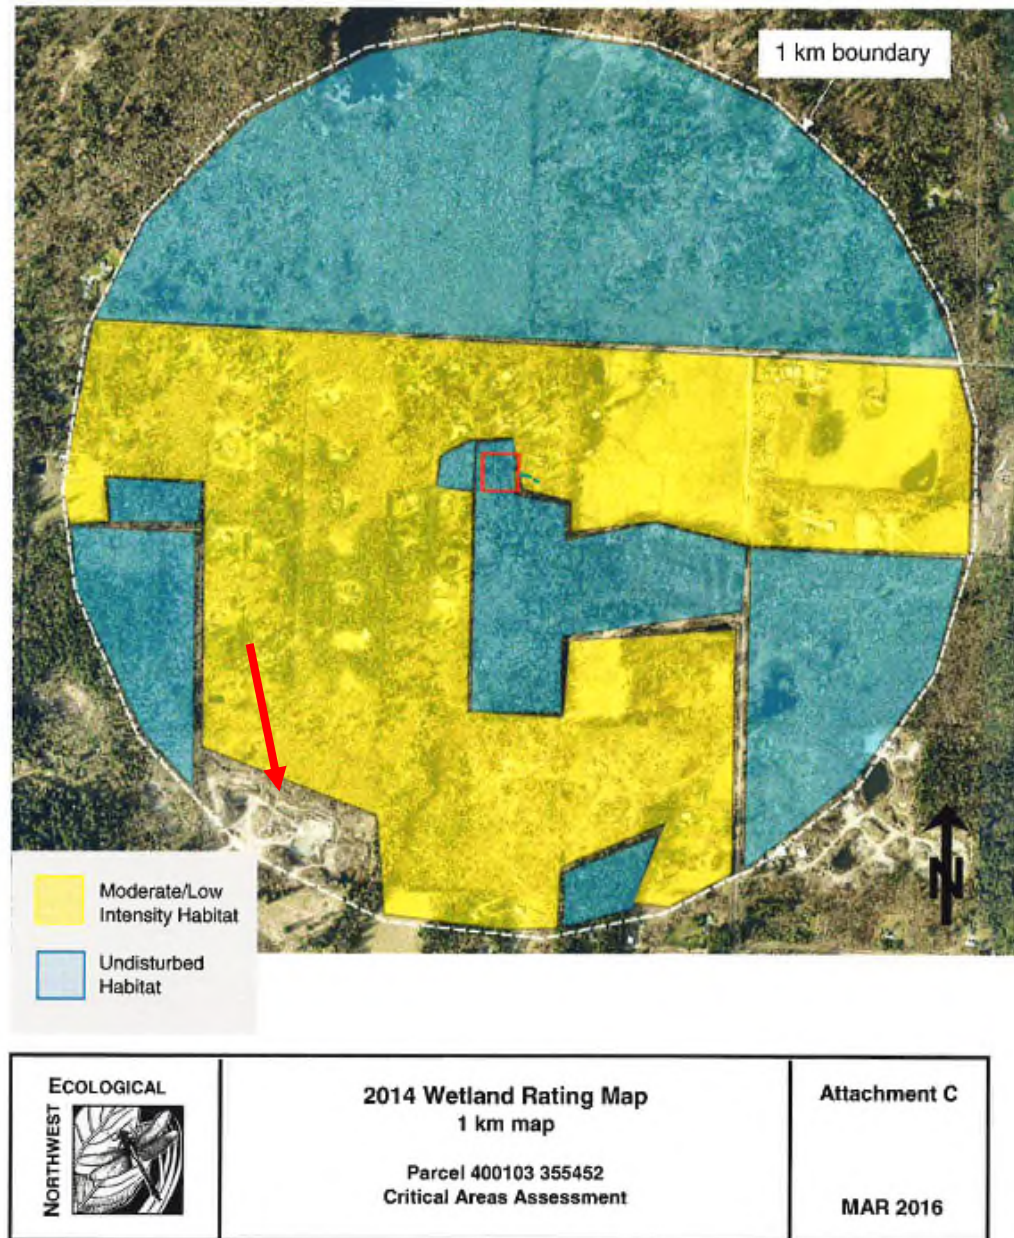 1 km boundary
N
Moderate/Low
Intensity Habitat
Undisturbed
Habitat
ECOLOGICAL
NORTHWEST
2014 Wetland Rating Map
1 km map
Parcel 400103 355452
Critical Areas Assessment
Attachment C
MAR 2016